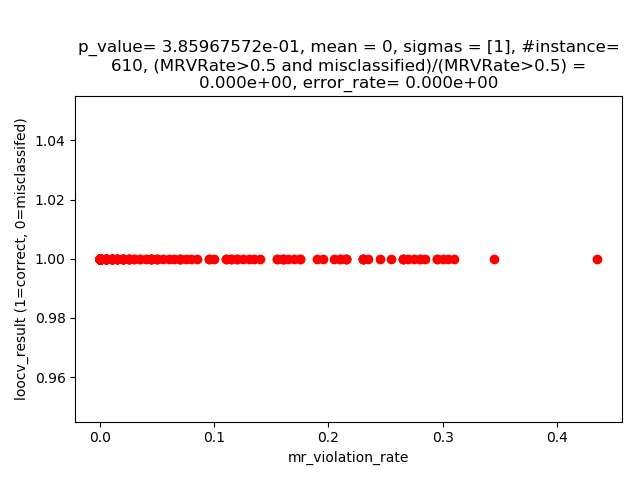 p_value= 3.85967572e-01, mean = 0, sigmas = [1], #instance=
610, (MRVRate>0.5 and misclassified)/(MRVRate>0.5) =
0.000e+00, error_rate= 0.000e+00
loocv_result (1=correct, 0=misclassifed)
1.04
1.02
1.00
0.98
0.96
0.0 0.1 0.2 0.3 0.4
mr_violation_rate